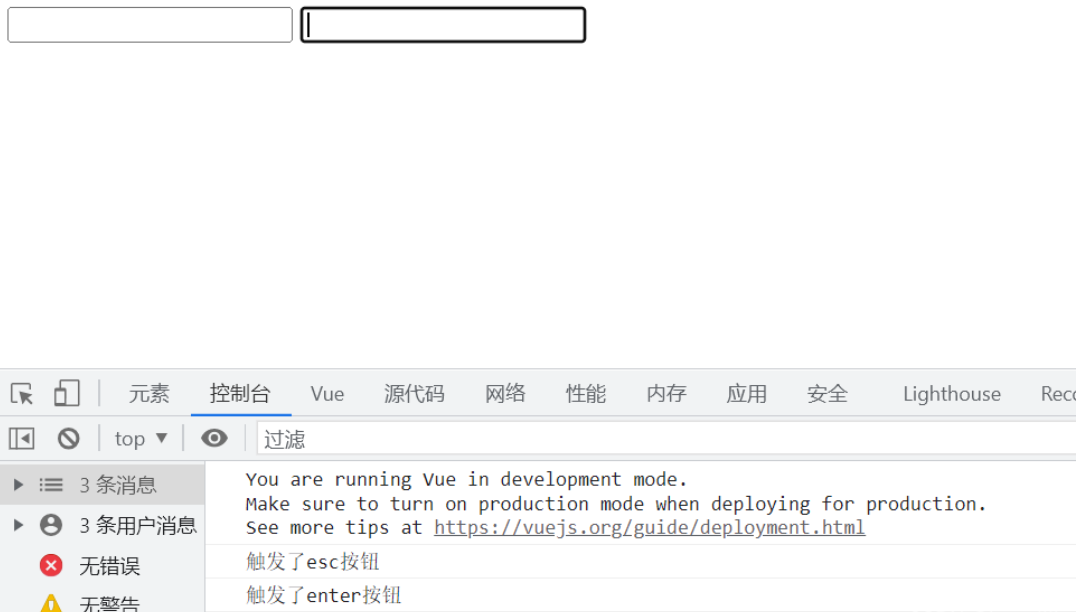 元素 控制台 Vue 源代码 网络 性能 内存 应用 安全 Lighthouse Reco
top 过滤
3 条消息
3 条用户消息
无错误
无警告
You are running Vue in development mode.
Make sure to turn on production mode when deploying for production.
See more tips at https://vuejs.org/guide/deployment.html
触发了esc按钮
触发了enter按钮